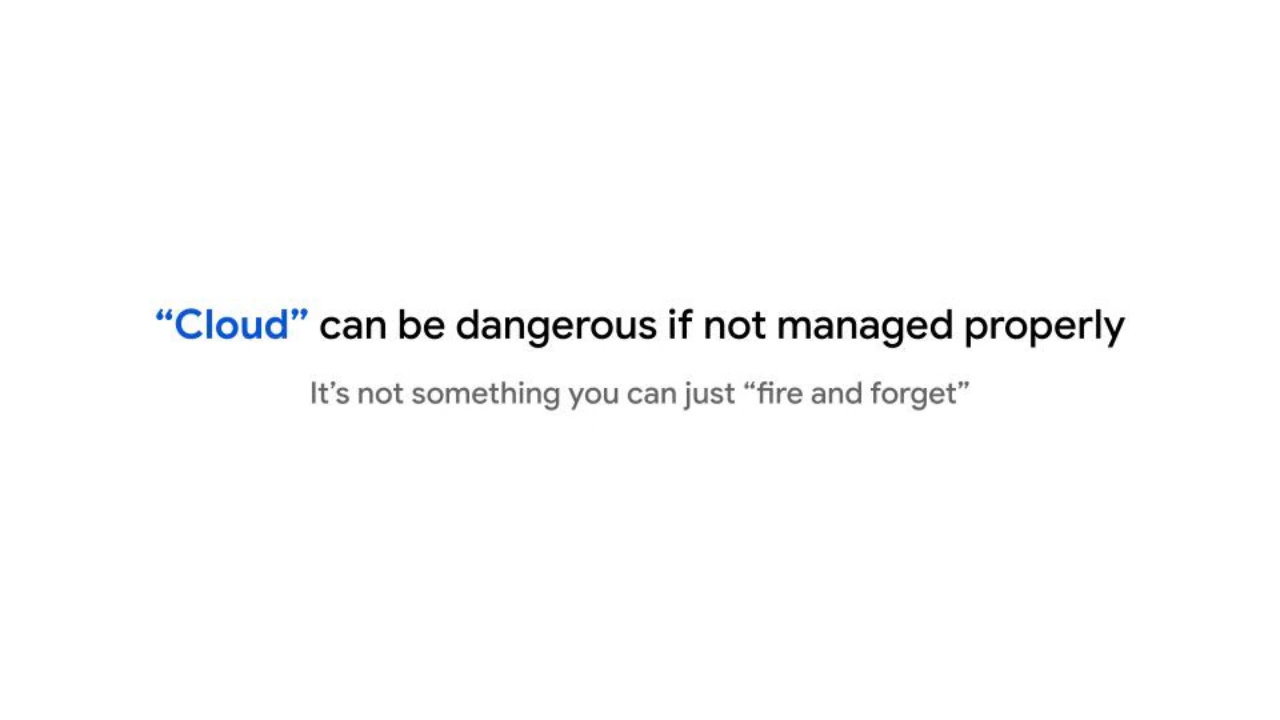 “Cloud” can be dangerous if not managed properly
It’s not something you can just “fire and forget”